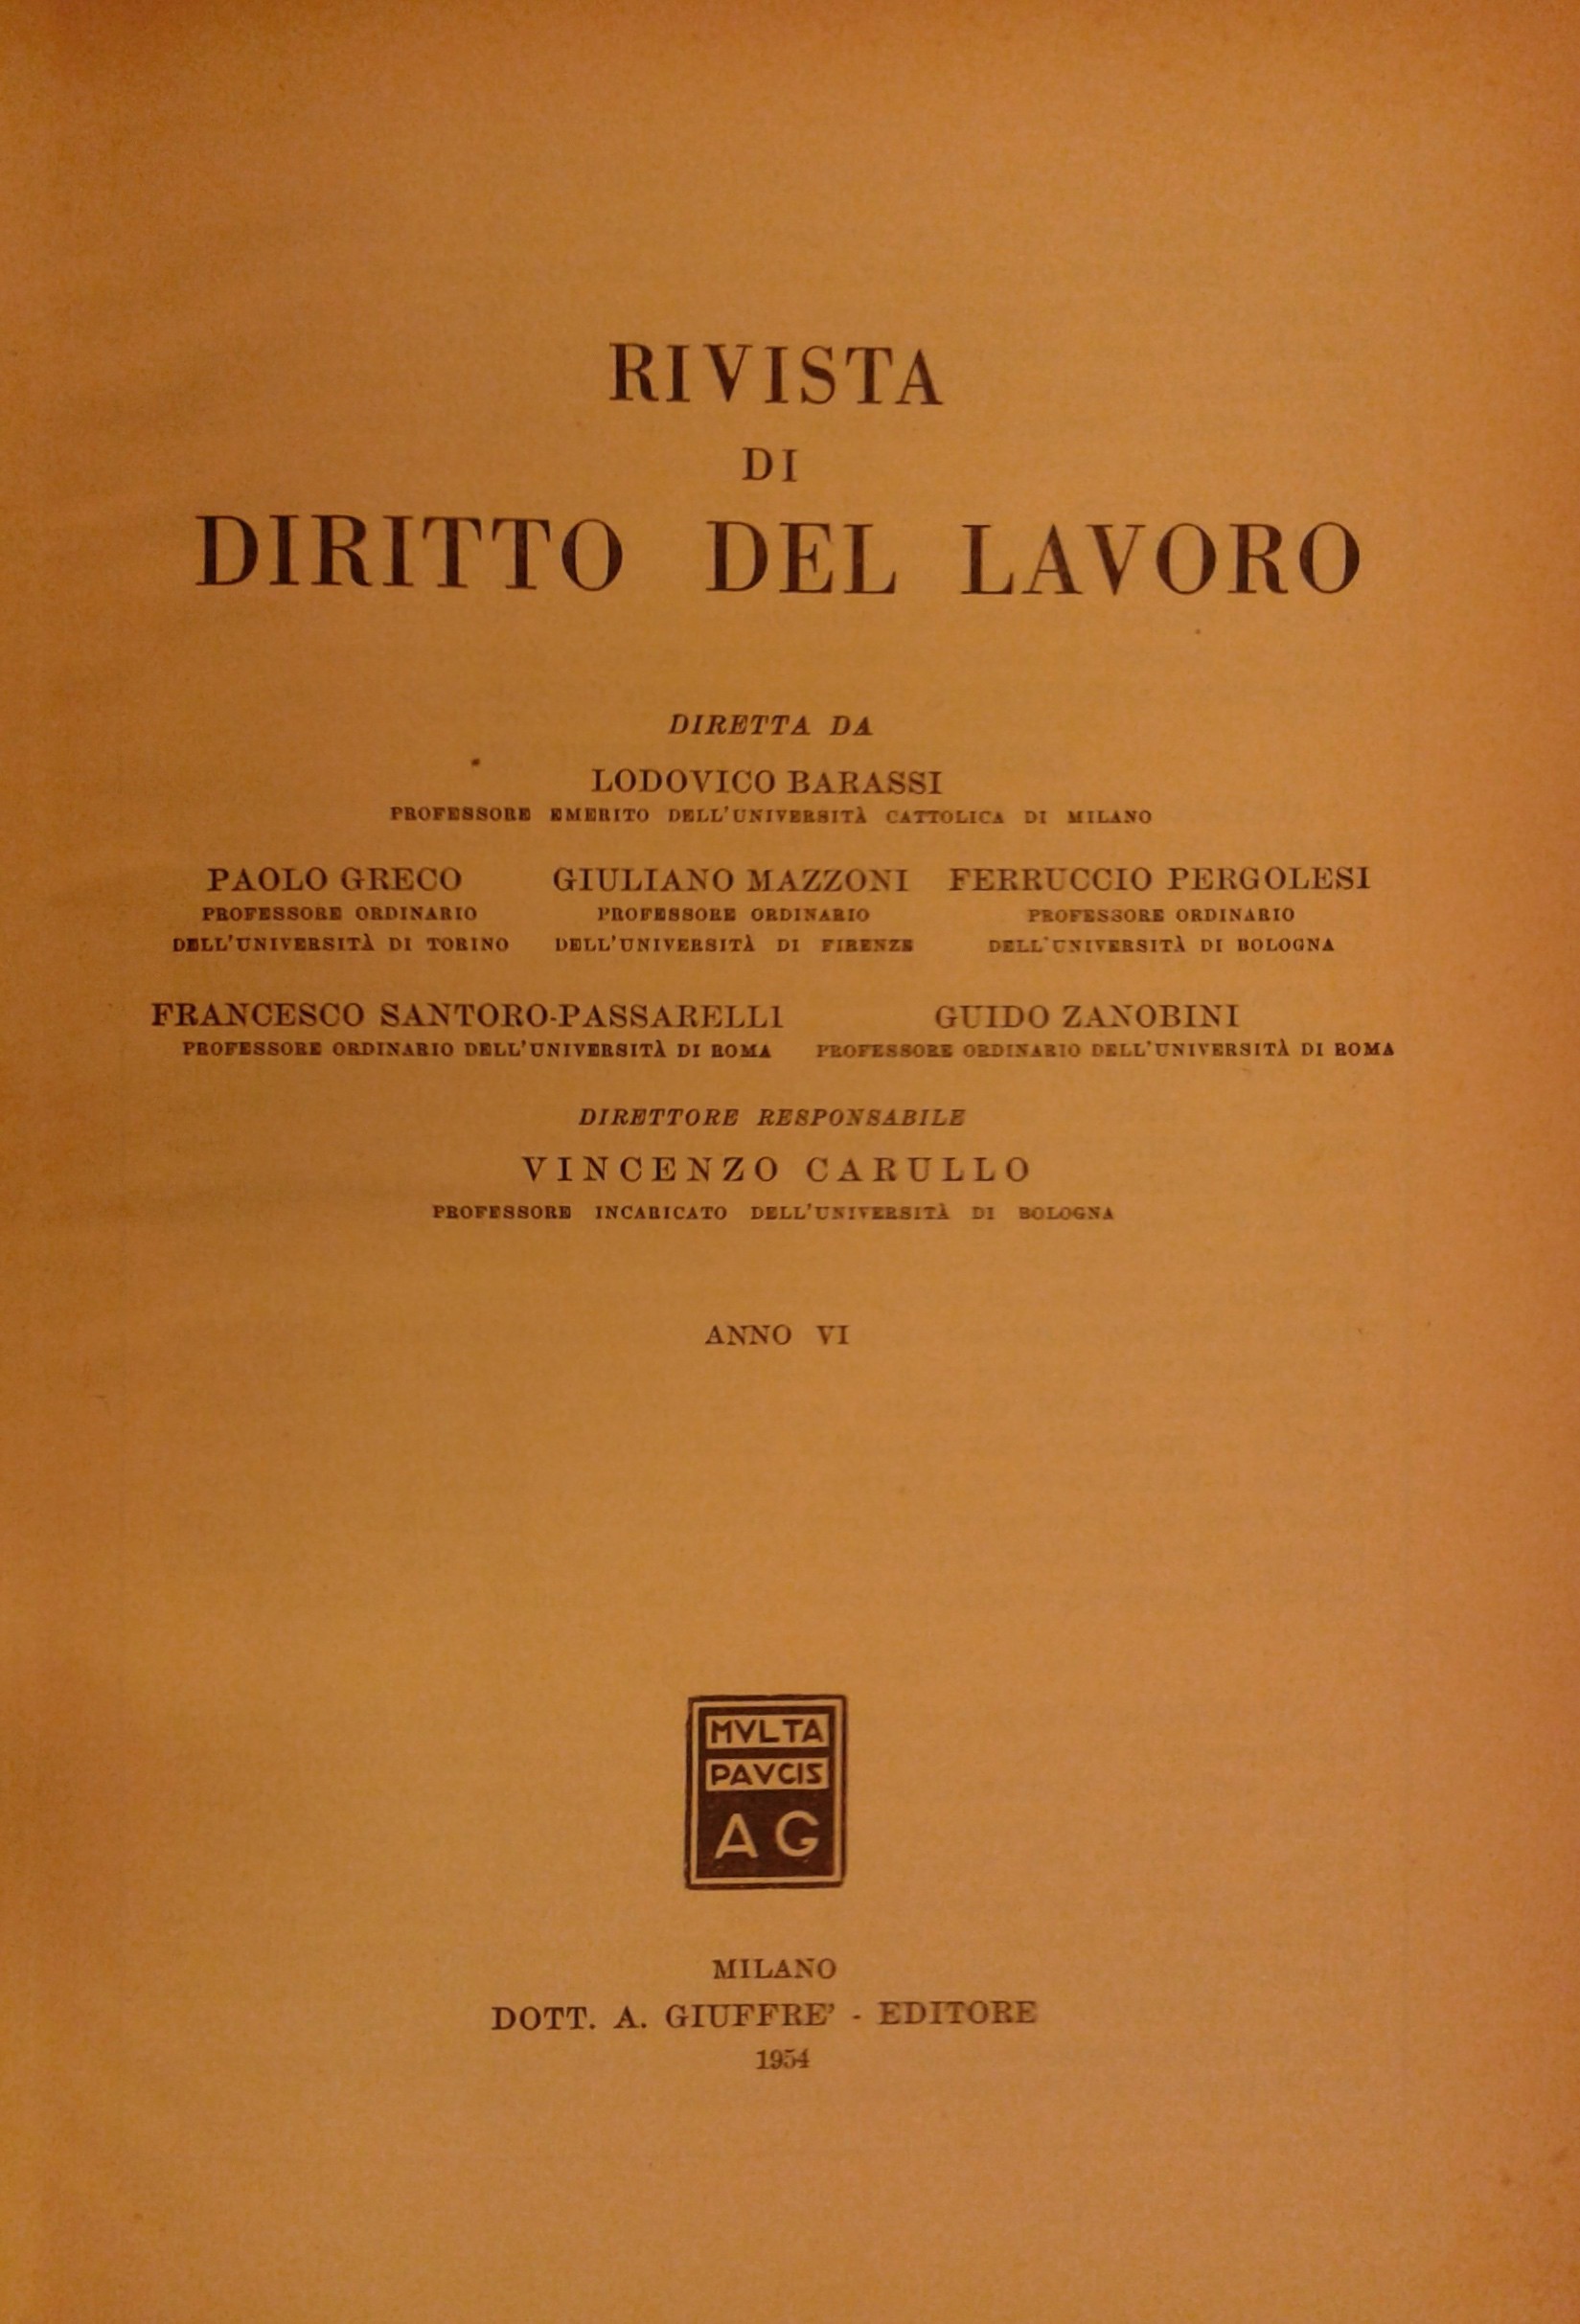 RIVISTA
DI
DIRITTO DEL LAVORO
DIRETTA DA
LODOVICO BARASSI
PROFESSORE EMERITO DELL'UNIVERSITÀ CATTOLICA DI MILANO
PAOLO GRECO GIULIANO MAZZONI FERRUCCIO PERGOLESI
PROFESSORE ORDINARIO PROFESSORE ORDINARIO PROFESSORE ORDINARIO
DELL'UNIVERSITÀ DI TORINO DELL'UNIVERSITÀ DI FIRENZE DELL'UNIVERSITÀ DI BOLOGNA
FRANCESCO SANTORO-PASSARELLI GUIDO ZANOBINI
PROFESSORE ORDINARIO DELL'UNIVERSITÀ DI ROMA PROFESSORE ORDINARIO DELL'UNIVERSITÀ DI ROMA
DIRETTORE RESPONSABILE
VINCENZO CARULLO
PROFESSORE INCARICATO DELL'UNIVERSITÀ DI BOLOGNA
ANNO VI
MVLTA
PAVCIS
AG
MILANO
DOTT. A. GIUFFRE' - EDITORE
1954